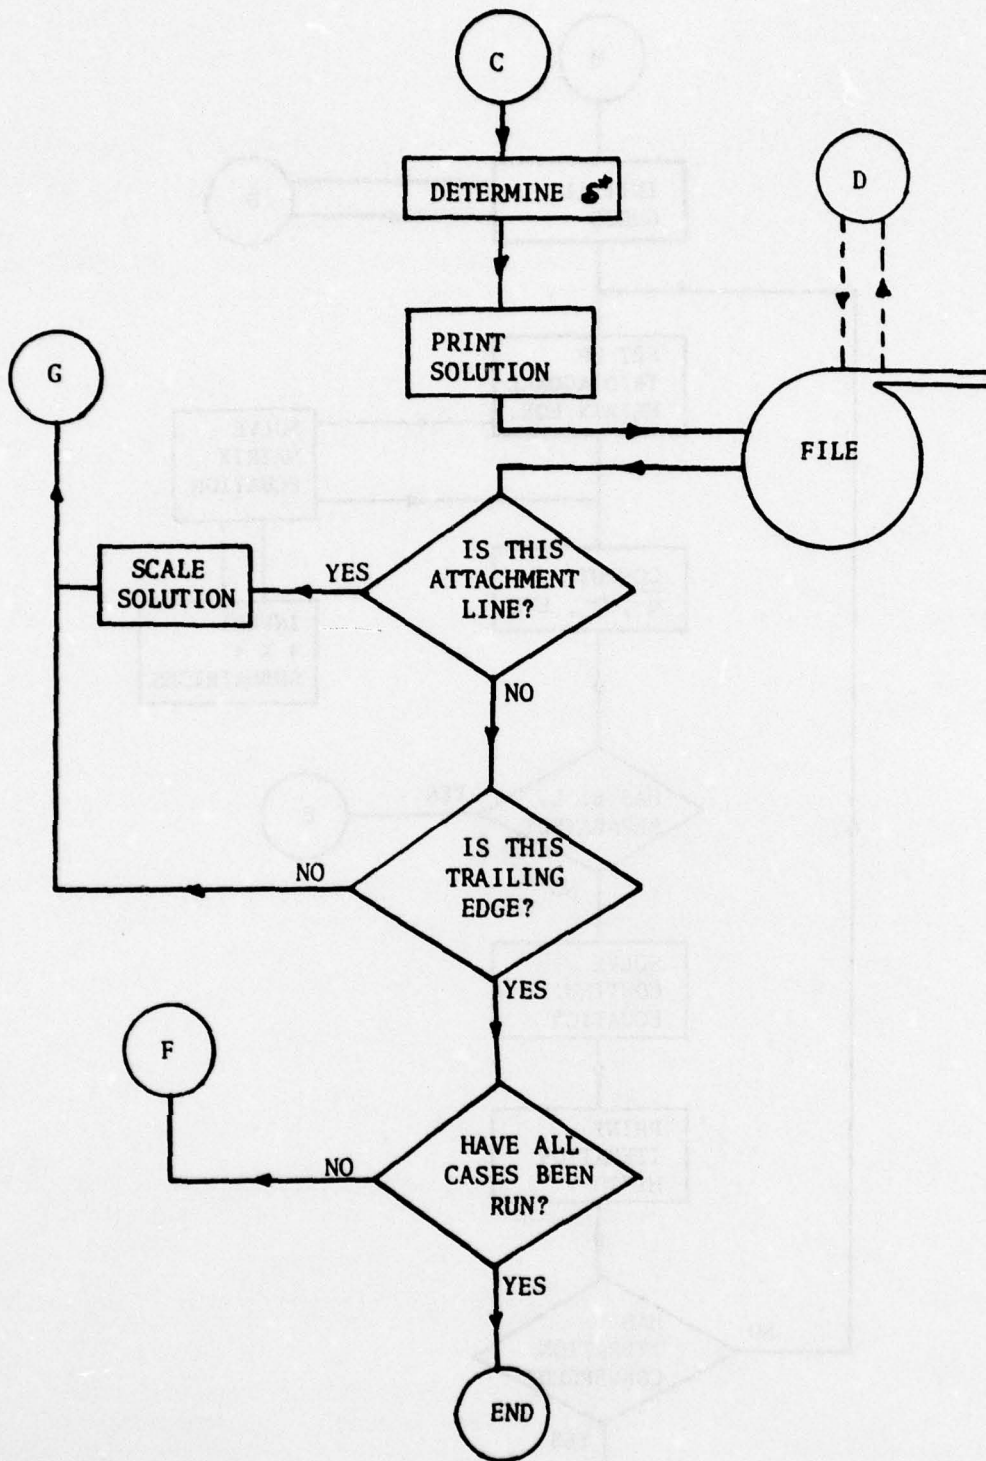 C
DETERMINE δ*
D
PRINT
SOLUTION
G
FILE
IS THIS
ATTACHMENT
LINE?
YES
SCALE
SOLUTION
NO
IS THIS
TRAILING
EDGE?
NO
YES
F
HAVE ALL
CASES BEEN
RUN?
NO
YES
END